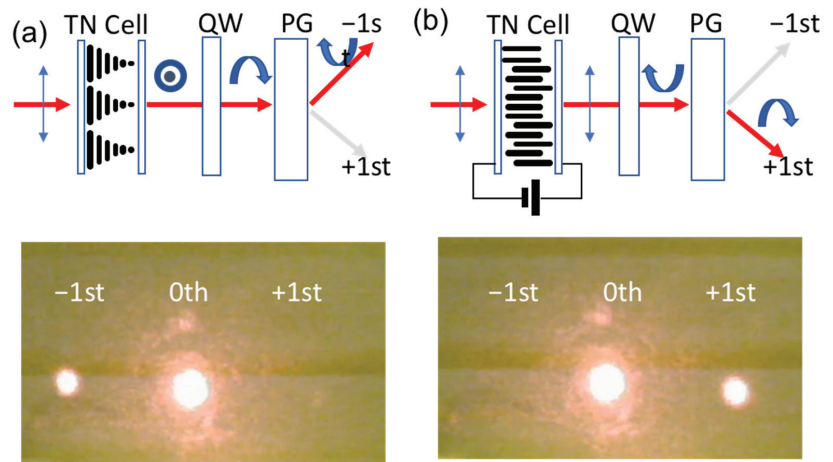 (a)
TN Cell QW PG −1s
t
+1st
(b)
TN Cell QW PG −1st
+1st
−1st 0th +1st
−1st 0th +1st